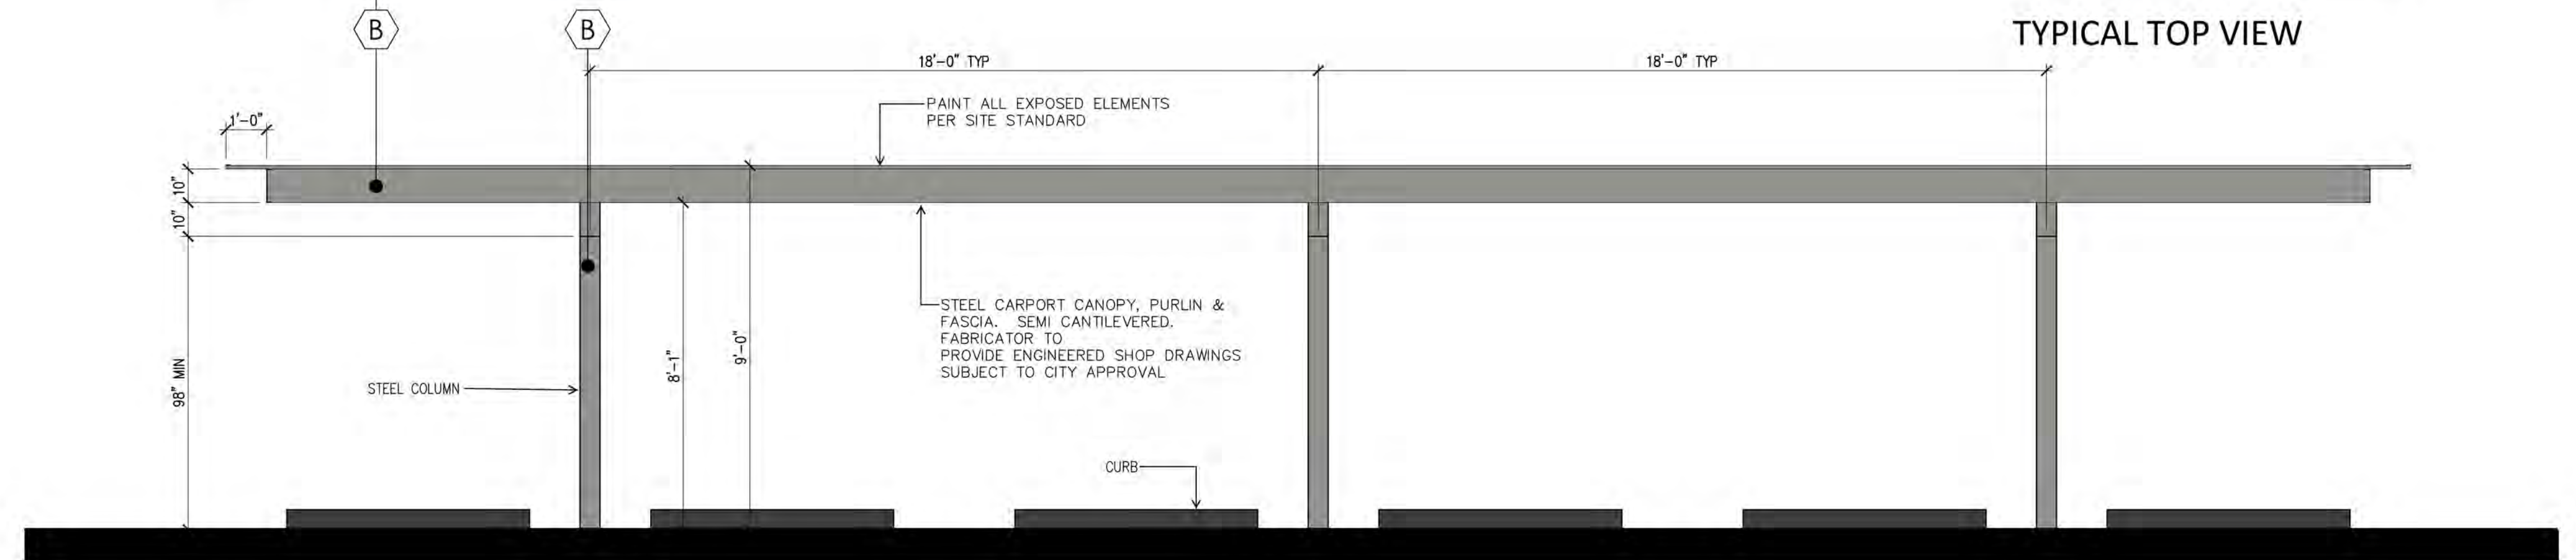 B
B
TYPICAL TOP VIEW
18'-0" TYP
18'-0" TYP
PAINT ALL EXPOSED ELEMENTS
PER SITE STANDARD
1'-0"
10"
10"
98" MIN
8'-1"
9'-0"
STEEL CARPORT CANOPY, PURLIN &
FASCIA. SEMI CANTILEVERED.
FABRICATOR TO
PROVIDE ENGINEERED SHOP DRAWINGS
SUBJECT TO CITY APPROVAL
STEEL COLUMN
CURB